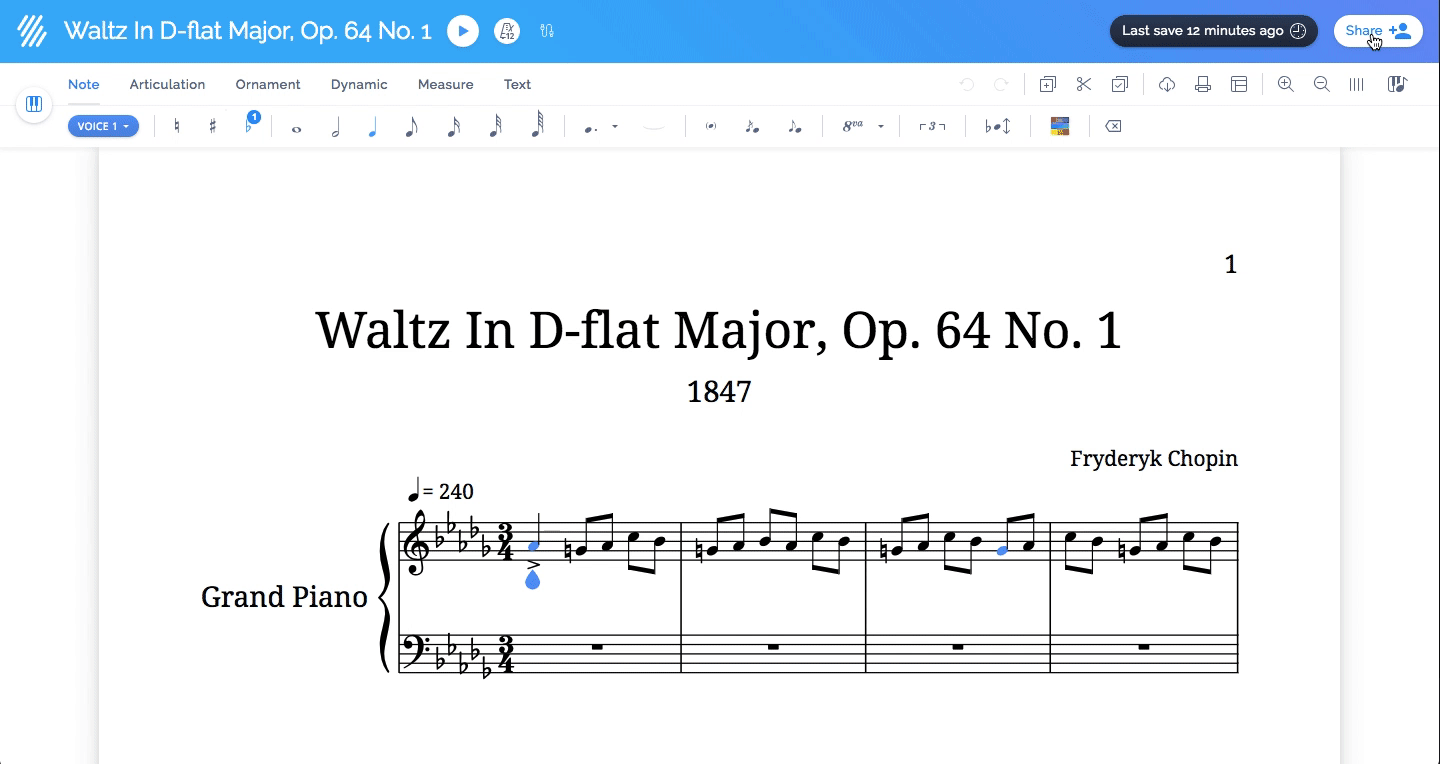 Waltz In D-flat Major, Op. 64 No. 1
Last save 12 minutes ago
Share
Note Articulation Ornament Dynamic Measure Text
VOICE 1
1
8va
3
1
Waltz In D-flat Major, Op. 64 No. 1
1847
Fryderyk Chopin
= 240
3
4
Grand Piano
3
4